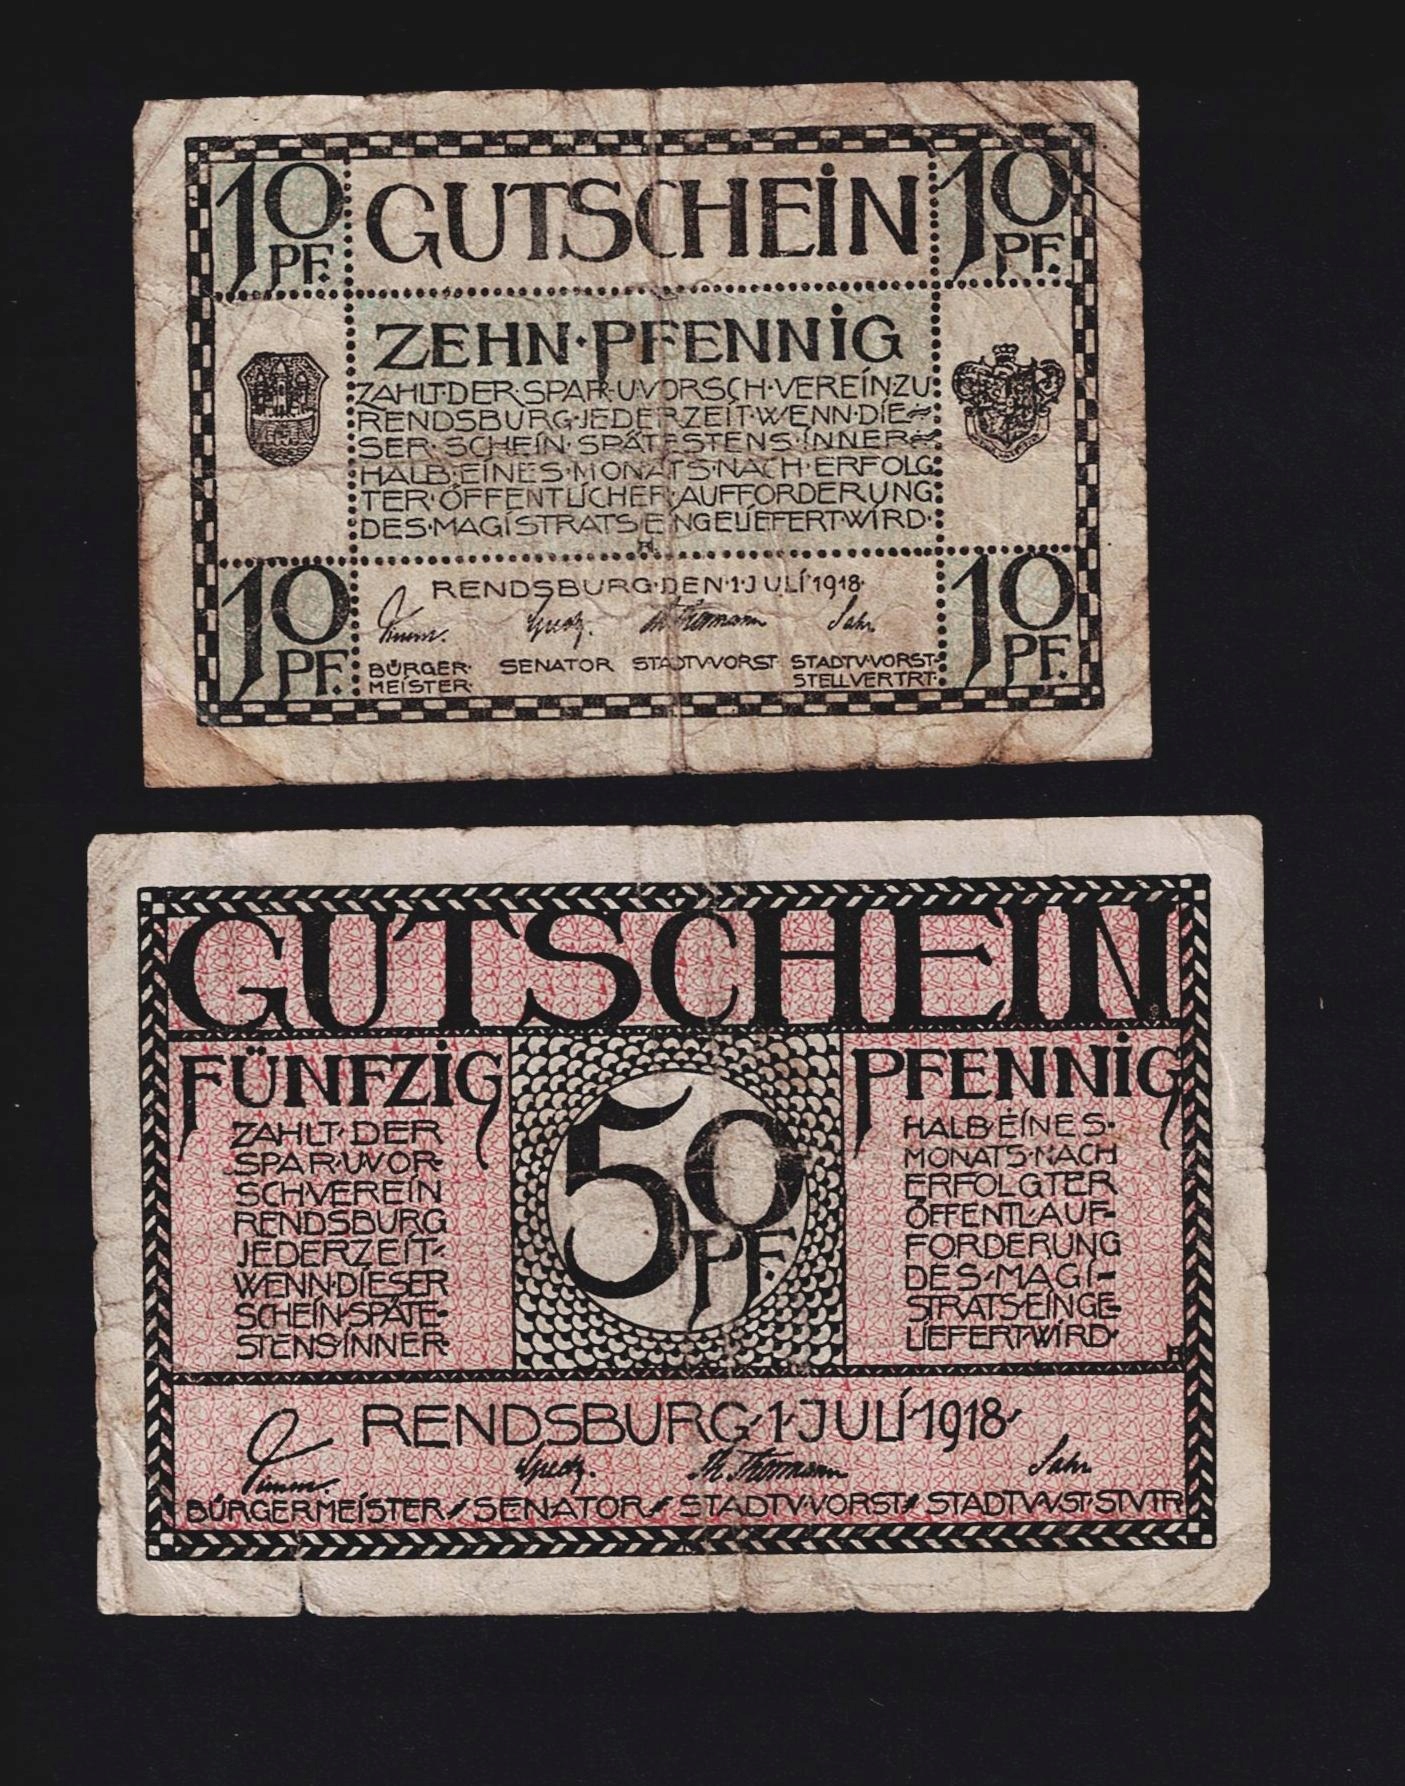 10 PF. GUTSCHEIN 10 PF.
ZEHN·PFENNIG
ZAHLT·DER·SPAR·U·VORSCH·VEREIN·ZU
RENDSBURG·JEDERZEIT·WENN·DIE=
SER·SCHEIN·SPÄTESTENS·INNER=
HALB·EINES·MONATS·NACH·ERFOLG
TER·ÖFFENTLICHER·AUFFORDERUNG
DES·MAGISTRATS·EINGELIEFERT·WIRD·
10 PF. RENDSBURG·DEN·1·JULI·1918· 10 PF.
BÜRGER· SENATOR STADTV·VORST· STADTV·VORST·
MEISTER· STELLVERTRT·
GUTSCHEIN
FÜNFZIG
ZAHLT·DER
SPAR·U·VOR·
SCH·VEREIN
RENDSBURG
JEDERZEIT·
WENN·DIESER
SCHEIN·SPÄTE·
STENS·INNER·
50
PF.
PFENNIG
HALB·EINES·
MONATS·NACH
ERFOLGTER
ÖFFENTL·AUF=
FORDERUNG
DES·MAGI=
STRATS·EINGE=
LIEFERT·WIRD·
RENDSBURG·1·JULI·1918·
Th. Thormann
BÜRGERMEISTER // SENATOR // STADTV·VORST // STADTV·VST·STVTR